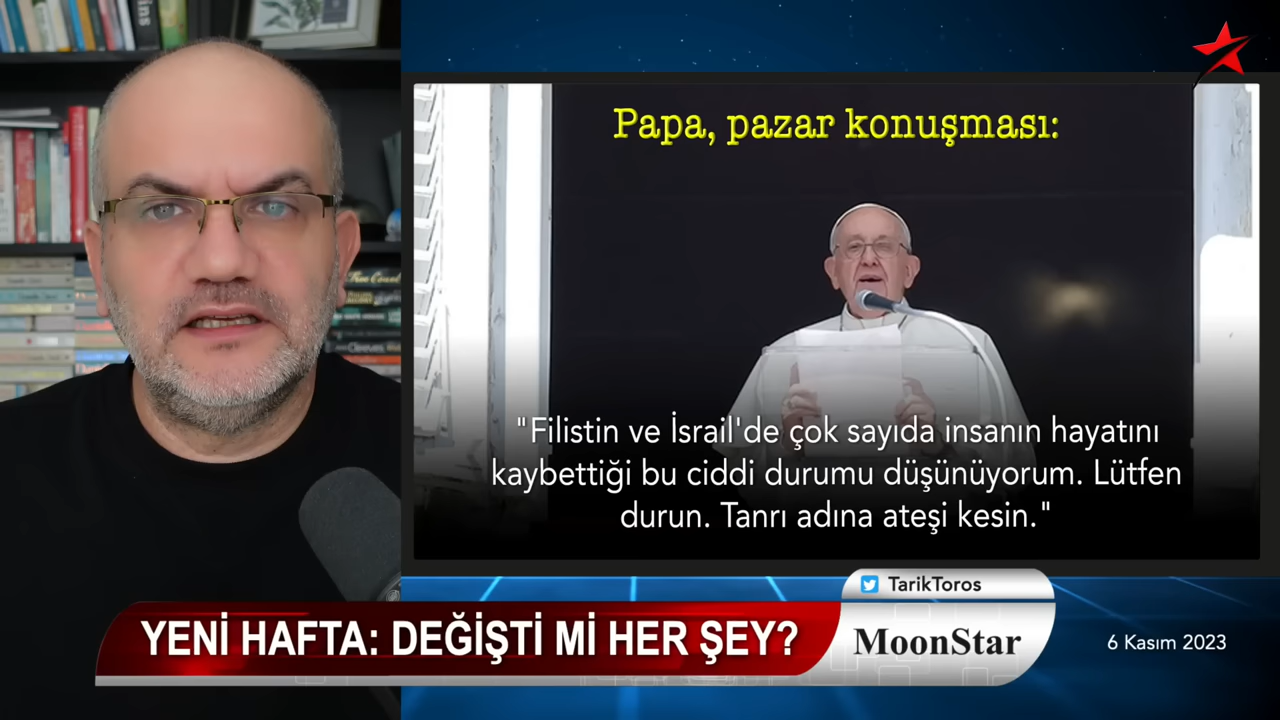 Papa, pazar konuşması:
"Filistin ve İsrail'de çok sayıda insanın hayatını
kaybettiği bu ciddi durumu düşünüyorum. Lütfen
durun. Tanrı adına ateşi kesin."
TarikToros
YENİ HAFTA: DEĞİŞTİ Mİ HER ŞEY?
MoonStar
6 Kasım 2023